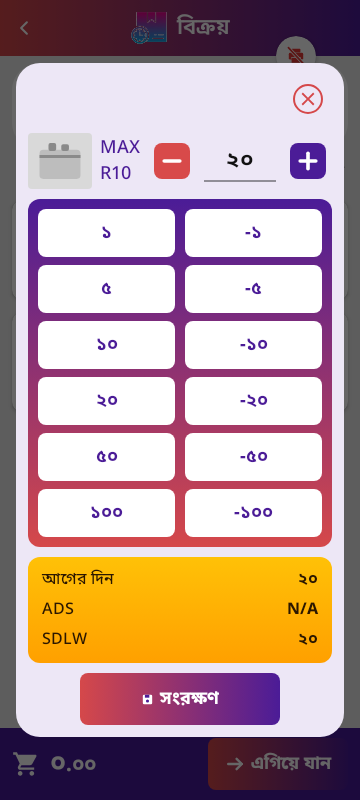 বিক্রয়
MAX
R10
২০
১ -১
৫ -৫
১০ -১০
২০ -২০
৫০ -৫০
১০০ -১০০
আগের দিন ২০
ADS N/A
SDLW ২০
সংরক্ষণ
০.০০ এগিয়ে যান